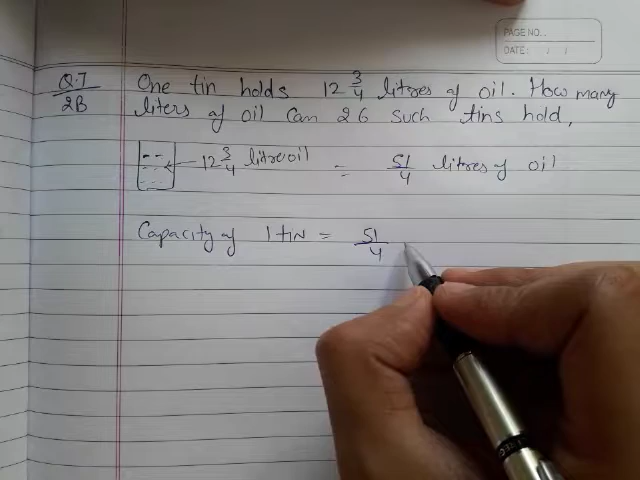 PAGE NO..
DATE: / /
Q.7
2B
One tin holds 12 3/4 litres of oil. How many
liters of oil can 26 such tins hold,
12 3/4 litre oil = 51/4 litres of oil
Capacity of 1 tiN = 51/4